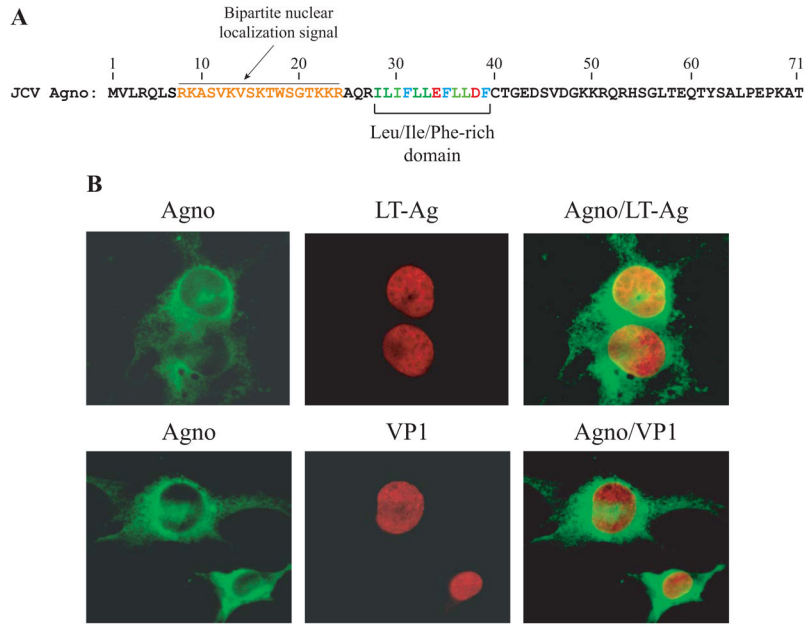 A
Bipartite nuclear
localization signal
1 10 20 30 40 50 60 71
JCV Agno: MVLRQLSRKASVKVSKTWSGTKKRAQRILIFLLEFLLDFCTGEDSVDGKKRQRHSGLTEQTYSALPEPKAT
Leu/Ile/Phe-rich
domain
B
Agno LT-Ag Agno/LT-Ag
Agno VP1 Agno/VP1